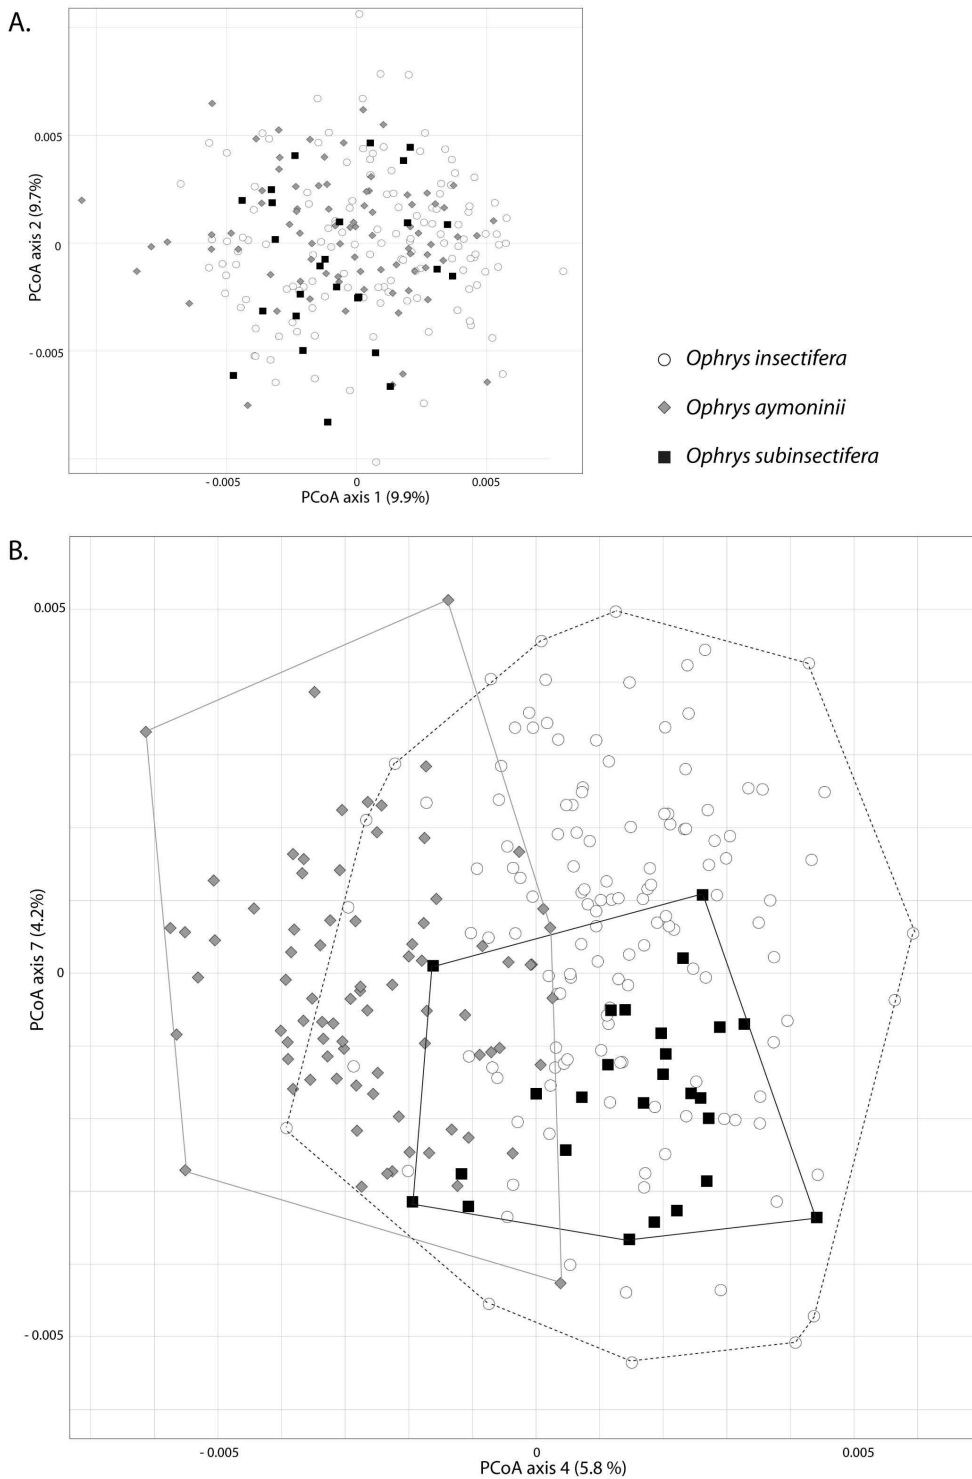 A.
0.005
0
- 0.005
PCoA axis 2 (9.7%)
- 0.005
0
0.005
PCoA axis 1 (9.9%)
Ophrys insectifera
Ophrys aymoninii
Ophrys subinsectifera
B.
0.005
0
- 0.005
PCoA axis 7 (4.2%)
- 0.005
0
0.005
PCoA axis 4 (5.8 %)